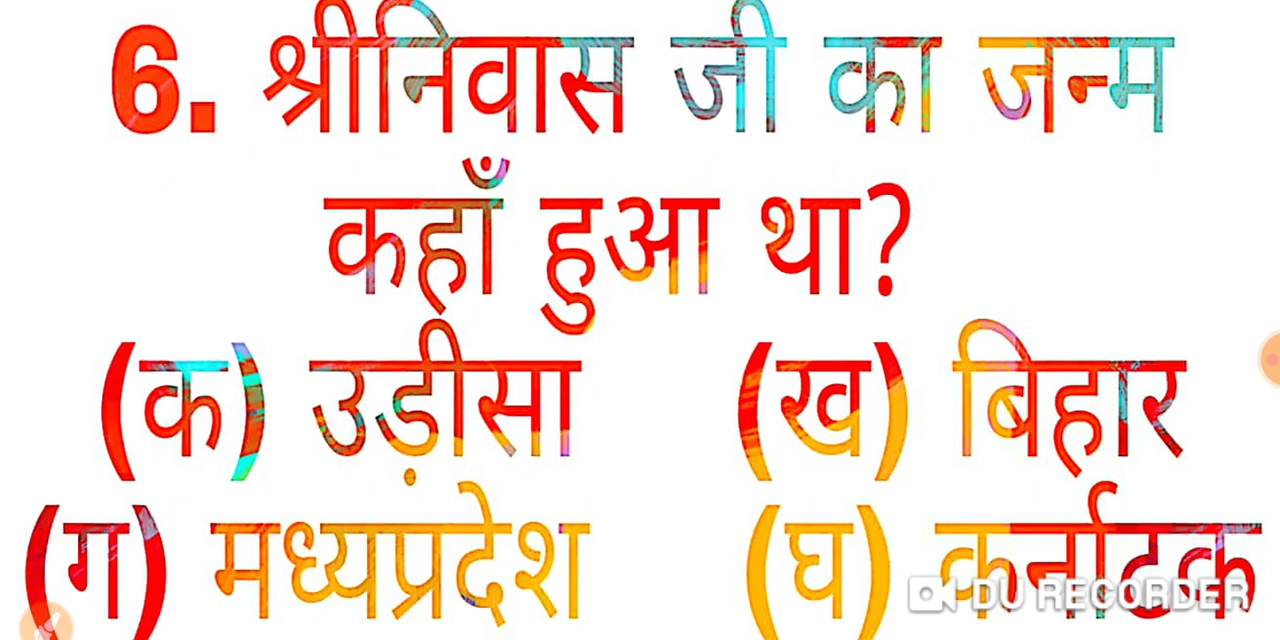 6. श्रीनिवास जी का जन्म
कहाँ हुआ था?
(क) उड़ीसा (ख) बिहार
(ग) मध्यप्रदेश (घ) कर्नाटक
DU RECORDER